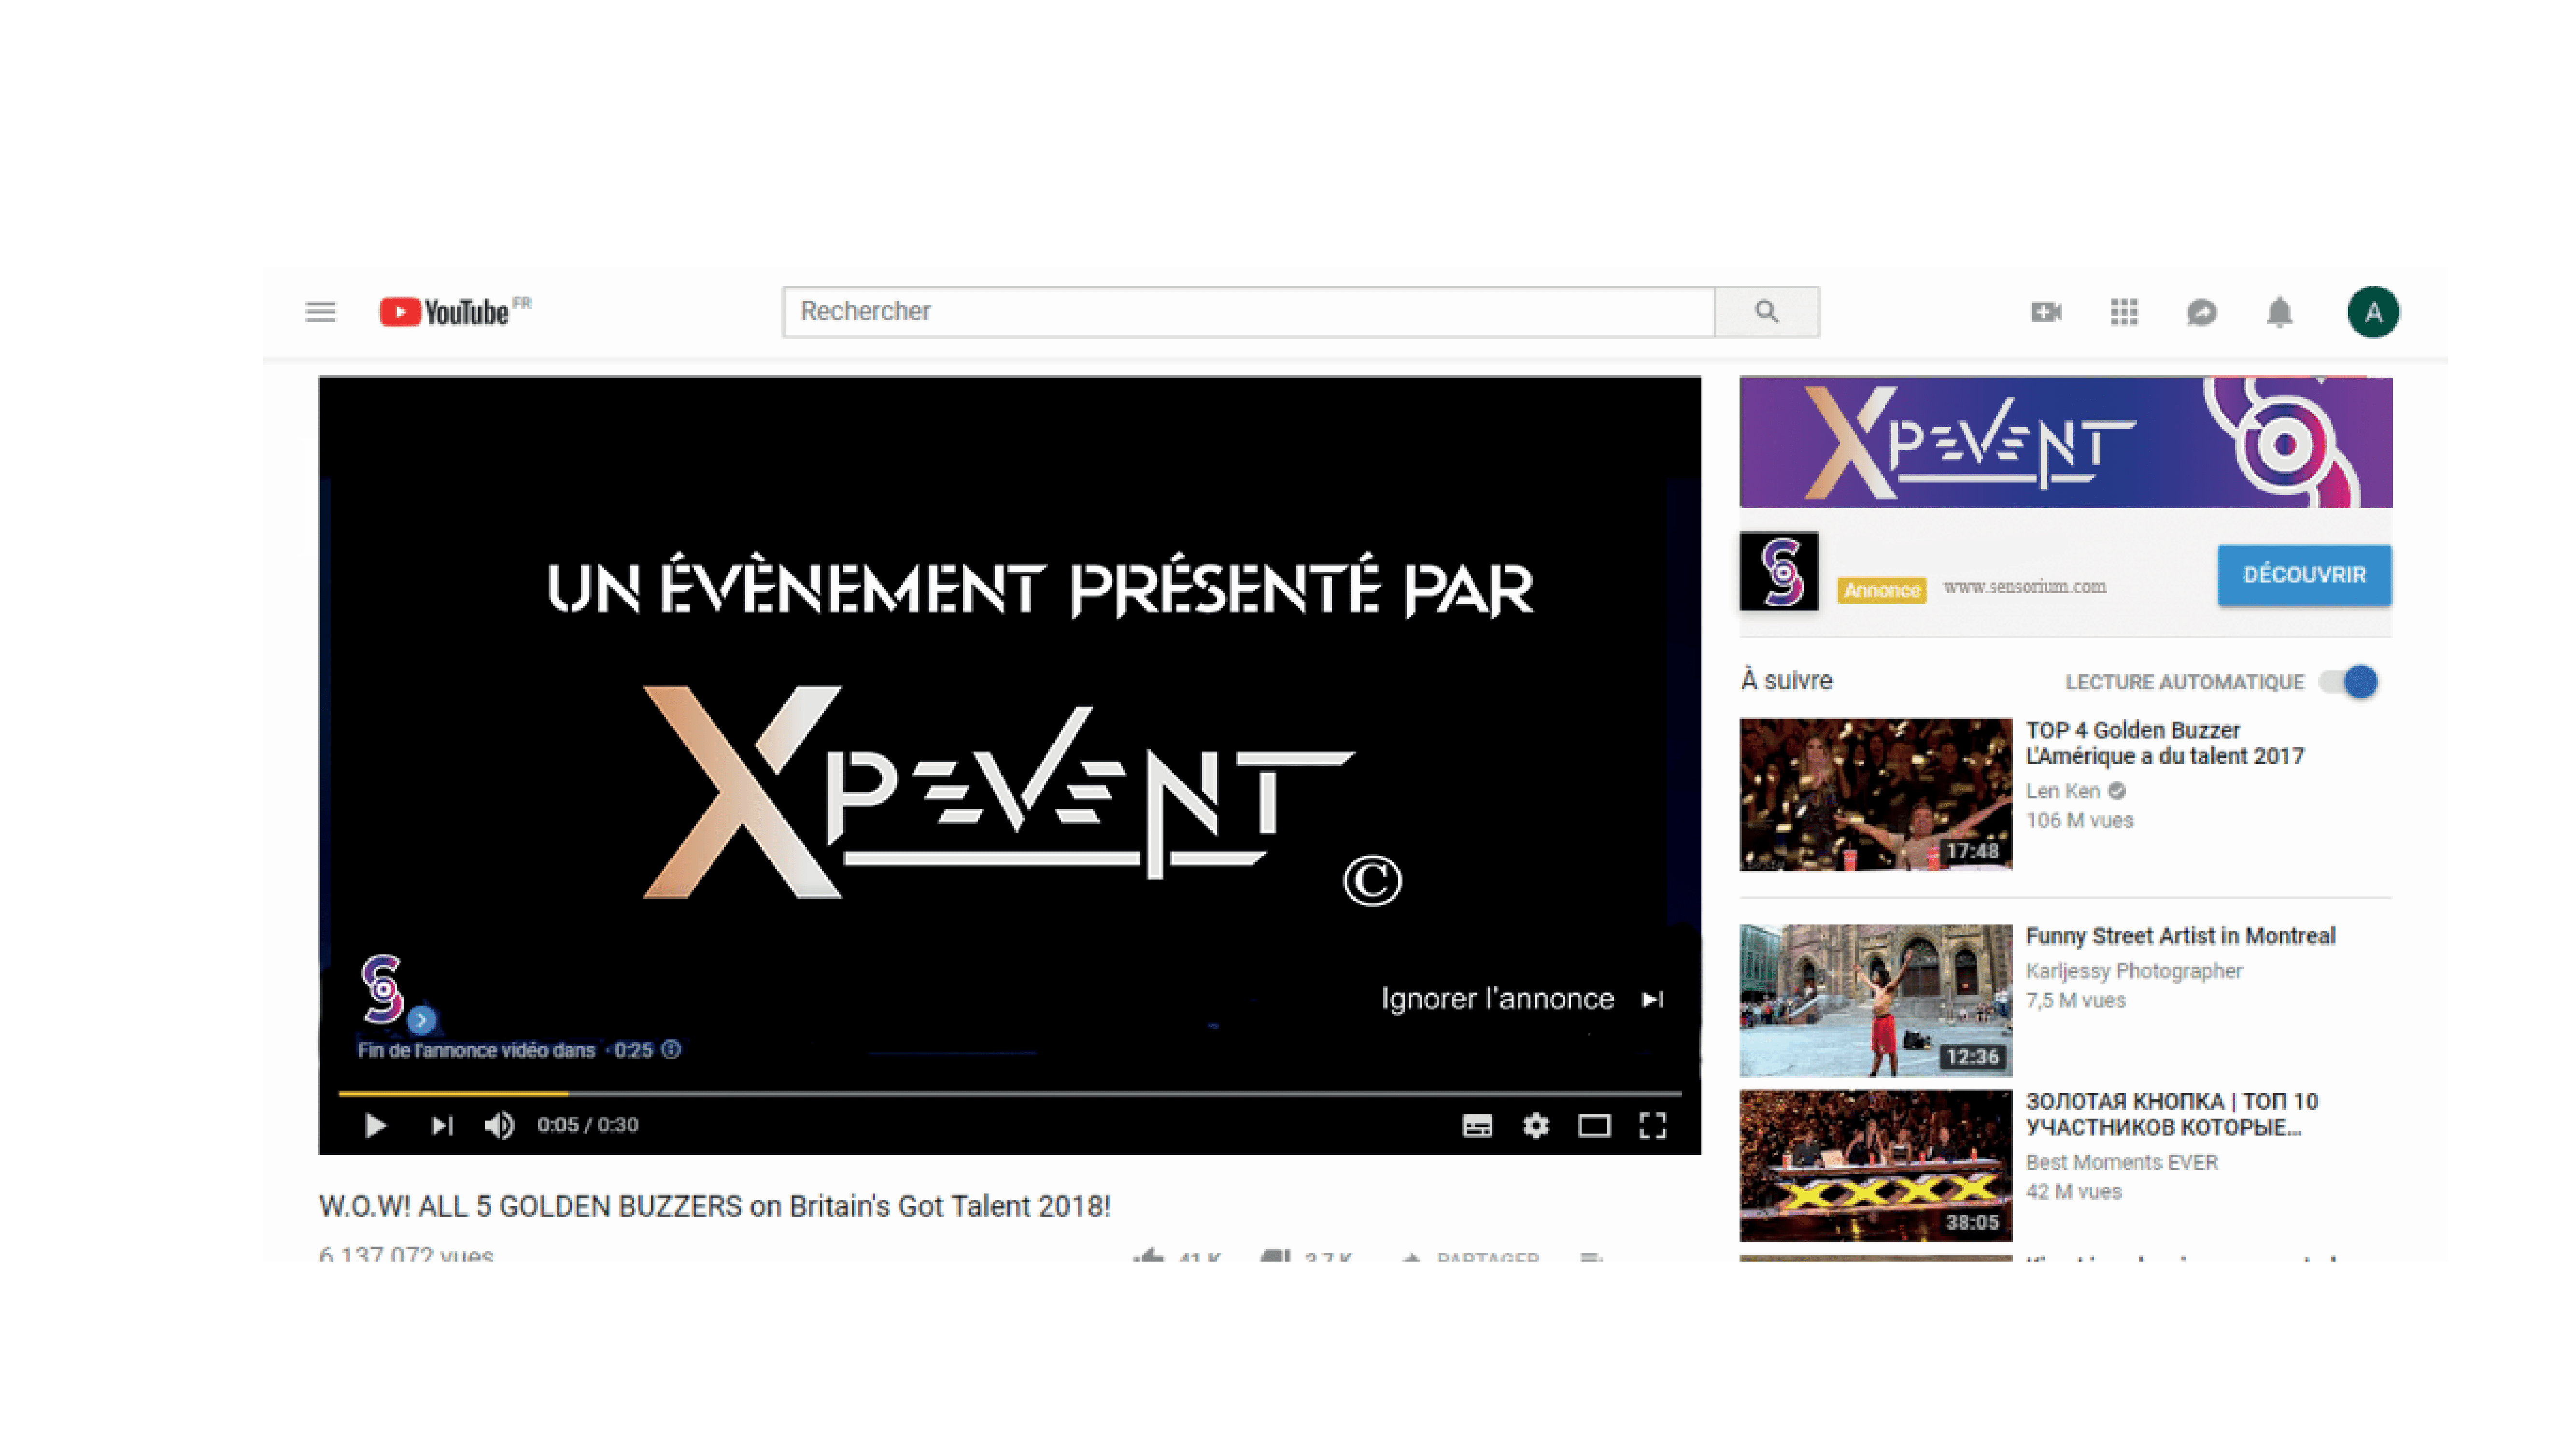 YouTube FR
Rechercher
A
UN ÉVÈNEMENT PRÉSENTÉ PAR
XPEVENT
©
Ignorer l'annonce
Fin de l'annonce vidéo dans · 0:25
0:05 / 0:30
W.O.W! ALL 5 GOLDEN BUZZERS on Britain's Got Talent 2018!
6 137 072 vues
41 K 3,7 K PARTAGER
XPEVENT
Annonce www.sensorium.com
DÉCOUVRIR
À suivre
LECTURE AUTOMATIQUE
TOP 4 Golden Buzzer
L'Amérique a du talent 2017
Len Ken
106 M vues
17:48
Funny Street Artist in Montreal
Karljessy Photographer
7,5 M vues
12:36
ЗОЛОТАЯ КНОПКА | ТОП 10
УЧАСТНИКОВ КОТОРЫЕ...
Best Moments EVER
42 M vues
38:05